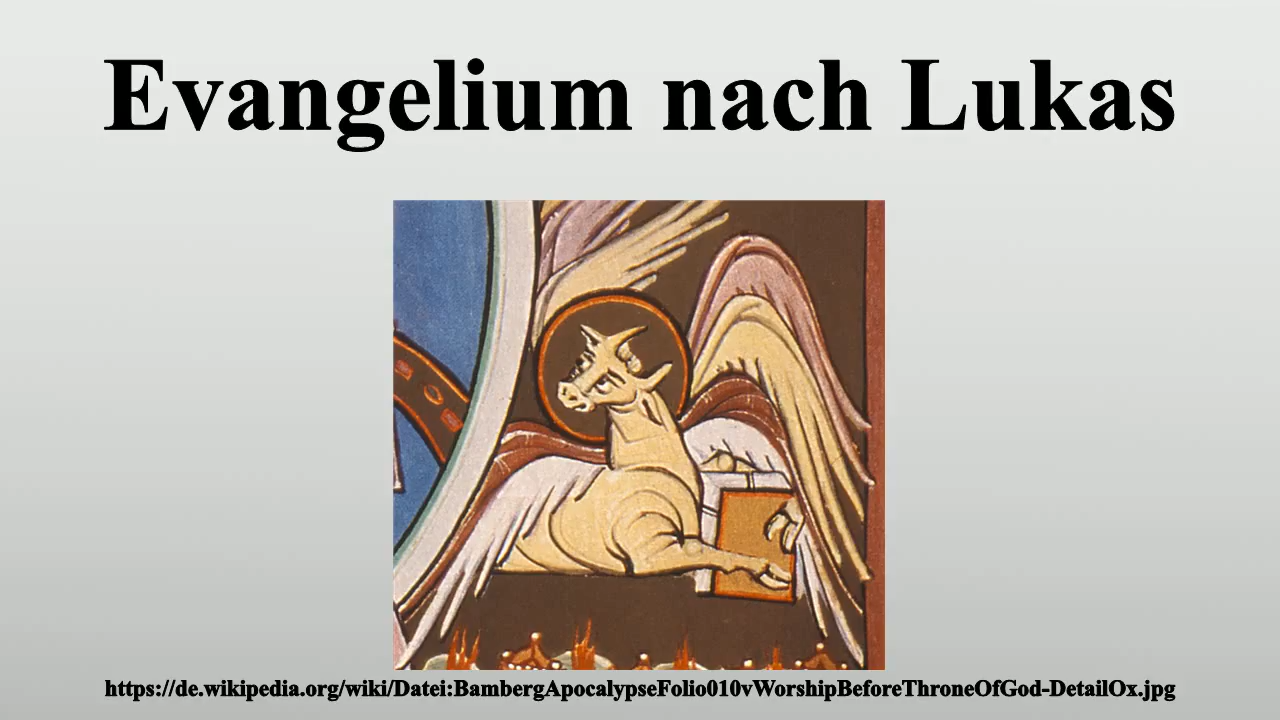 Evangelium nach Lukas
https://de.wikipedia.org/wiki/Datei:BambergApocalypseFolio010vWorshipBeforeThroneOfGod-DetailOx.jpg